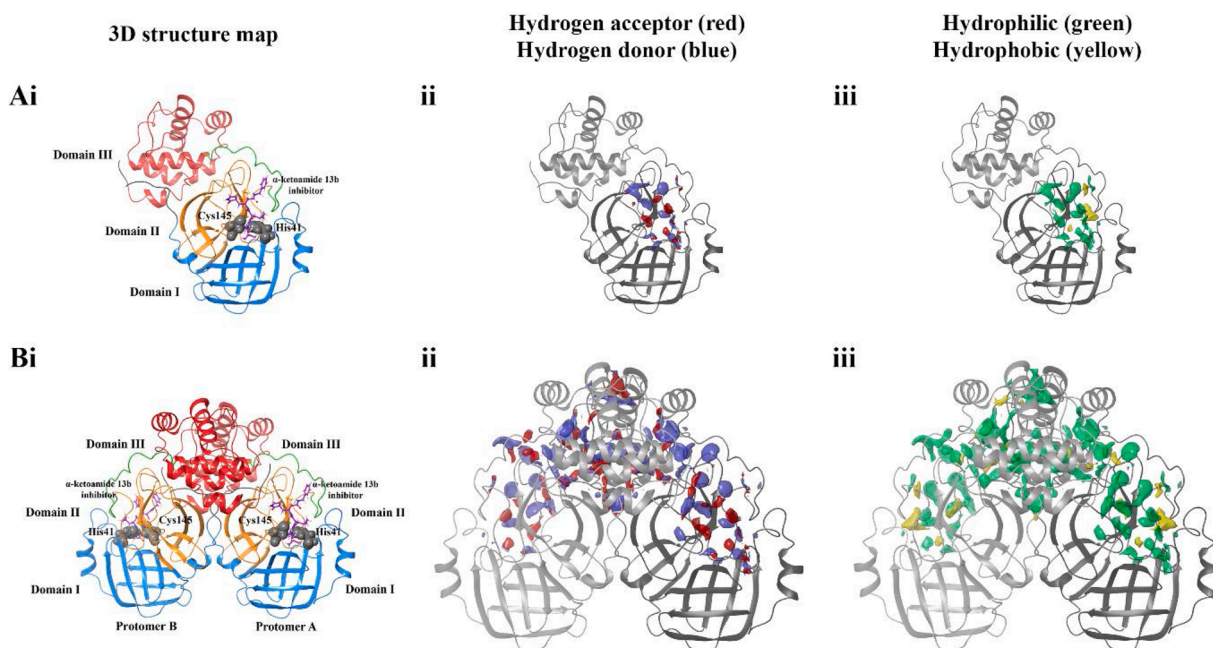 3D structure map
Hydrogen acceptor (red)
Hydrogen donor (blue)
Hydrophilic (green)
Hydrophobic (yellow)
Ai
ii
iii
Domain III
α-ketoamide 13b
inhibitor
Cys145
His41
Domain II
Domain I
Bi
ii
iii
Domain III
Domain III
α-ketoamide 13b
inhibitor
α-ketoamide 13b
inhibitor
Domain II
Domain II
Cys145
Cys145
His41
His41
Domain I
Domain I
Protomer B
Protomer A